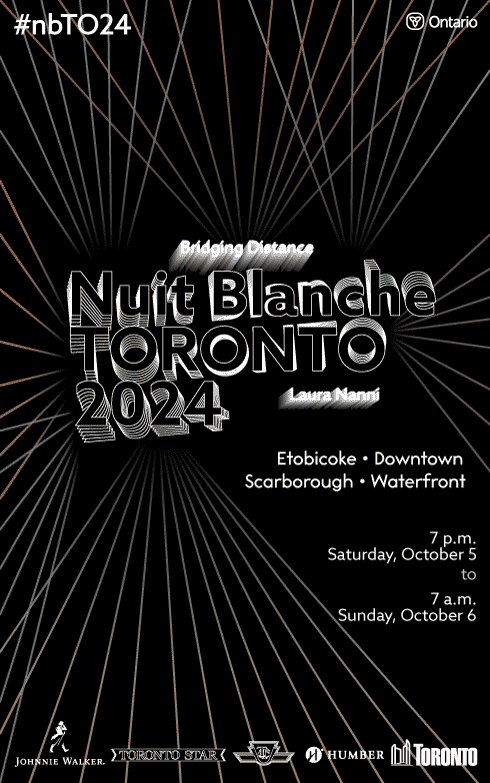 #nbTO24
Ontario
Bridging Distance
Nuit Blanche
TORONTO
2024
Laura Nanni
Etobicoke • Downtown
Scarborough • Waterfront
7 p.m.
Saturday, October 5
to
7 a.m.
Sunday, October 6
JOHNNIE WALKER.
TORONTO STAR
TTC
HUMBER
TORONTO